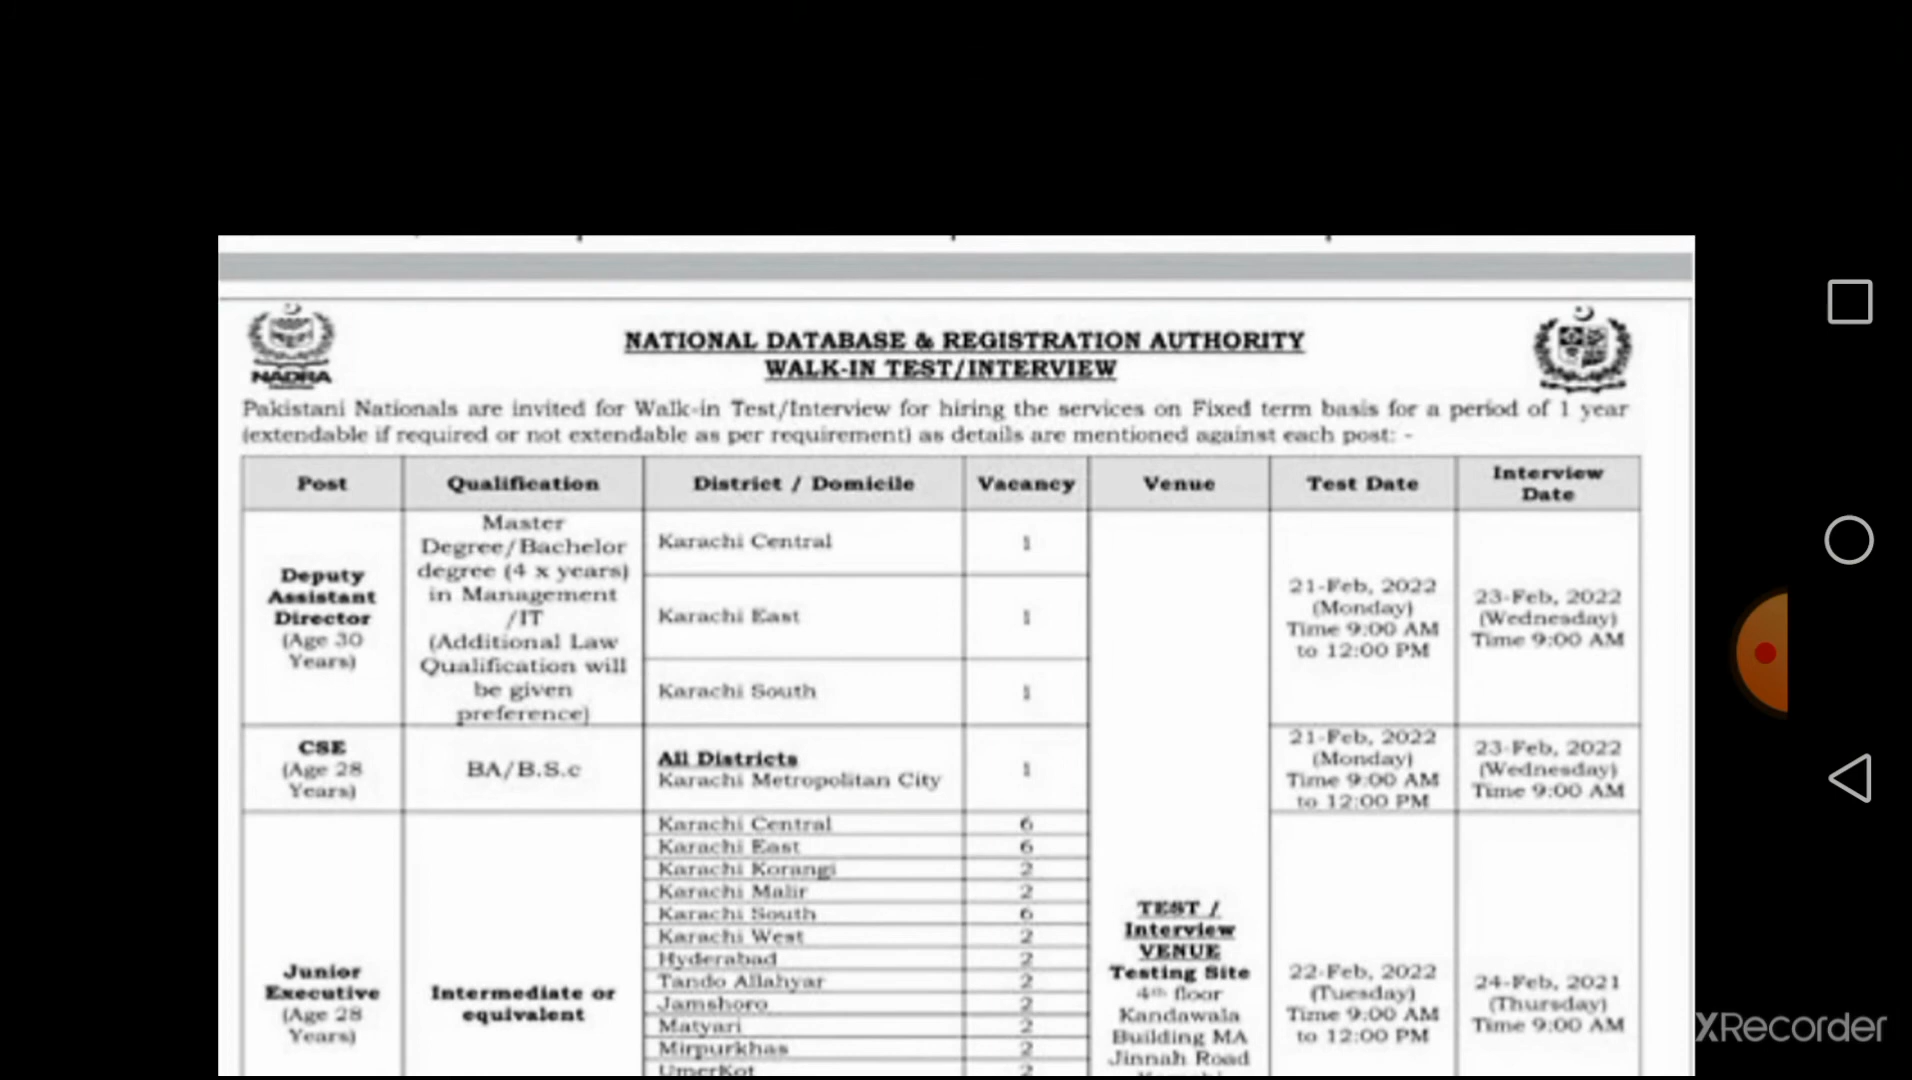 NADRA
NATIONAL DATABASE & REGISTRATION AUTHORITY
WALK-IN TEST/INTERVIEW
Pakistani Nationals are invited for Walk-in Test/Interview for hiring the services on Fixed term basis for a period of 1 year
(extendable if required or not extendable as per requirement) as details are mentioned against each post: -
Post Qualification District / Domicile Vacancy Venue Test Date Interview
Date
Deputy
Assistant
Director
(Age 30
Years)
Master
Degree/Bachelor
degree (4 x years)
in Management
/IT
(Additional Law
Qualification will
be given
preference)
Karachi Central 1
Karachi East 1
Karachi South 1
21-Feb, 2022
(Monday)
Time 9:00 AM
to 12:00 PM
23-Feb, 2022
(Wednesday)
Time 9:00 AM
CSE
(Age 28
Years)
BA/B.S.c
All Districts
Karachi Metropolitan City
1
21-Feb, 2022
(Monday)
Time 9:00 AM
to 12:00 PM
23-Feb, 2022
(Wednesday)
Time 9:00 AM
Junior
Executive
(Age 28
Years)
Intermediate or
equivalent
Karachi Central 6
Karachi East 6
Karachi Korangi 2
Karachi Malir 2
Karachi South 6
Karachi West 2
Hyderabad 2
Tando Allahyar 2
Jamshoro 2
Matyari 2
Mirpurkhas 2
UmerKot 2
TEST /
Interview
VENUE
Testing Site
4th floor
Kandawala
Building MA
Jinnah Road
22-Feb, 2022
(Tuesday)
Time 9:00 AM
to 12:00 PM
24-Feb, 2021
(Thursday)
Time 9:00 AM
XRecorder